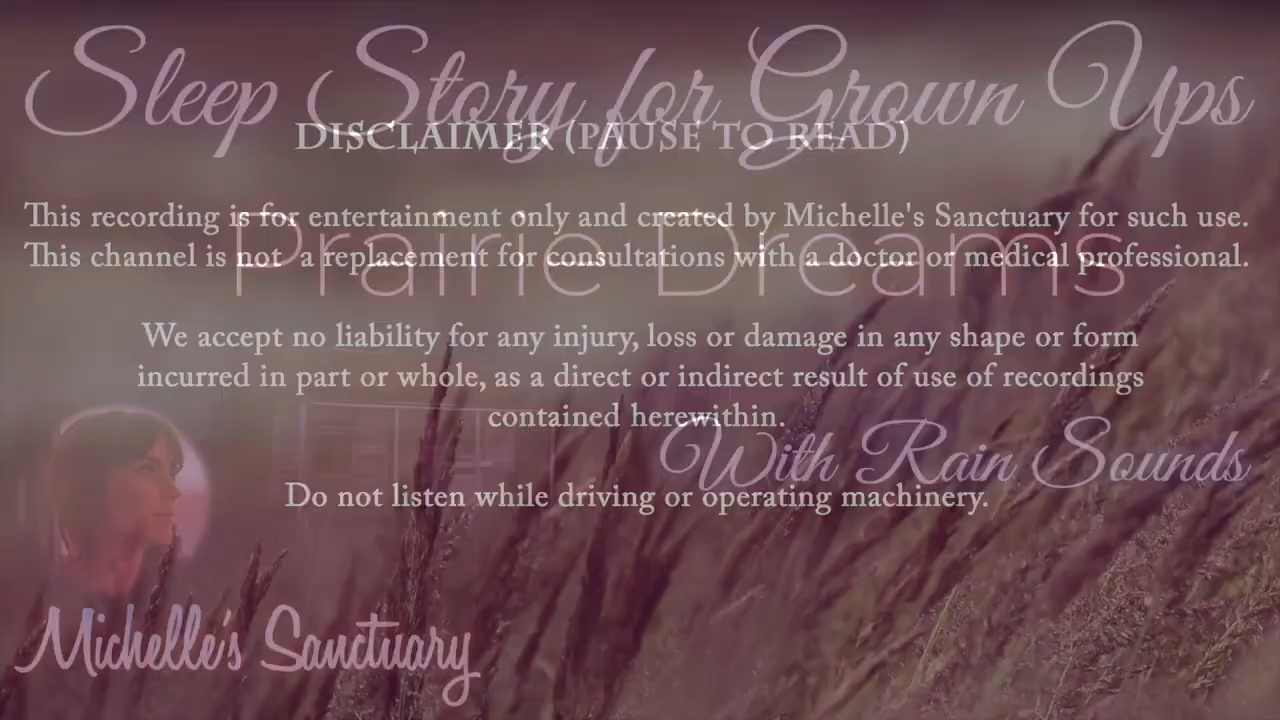 Sleep Story for Grown Ups
DISCLAIMER (PAUSE TO READ)
This recording is for entertainment only and created by Michelle's Sanctuary for such use.
This channel is not a replacement for consultations with a doctor or medical professional.
Prairie Dreams
We accept no liability for any injury, loss or damage in any shape or form
incurred in part or whole, as a direct or indirect result of use of recordings
contained herewithin.
With Rain Sounds
Do not listen while driving or operating machinery.
Michelle's Sanctuary